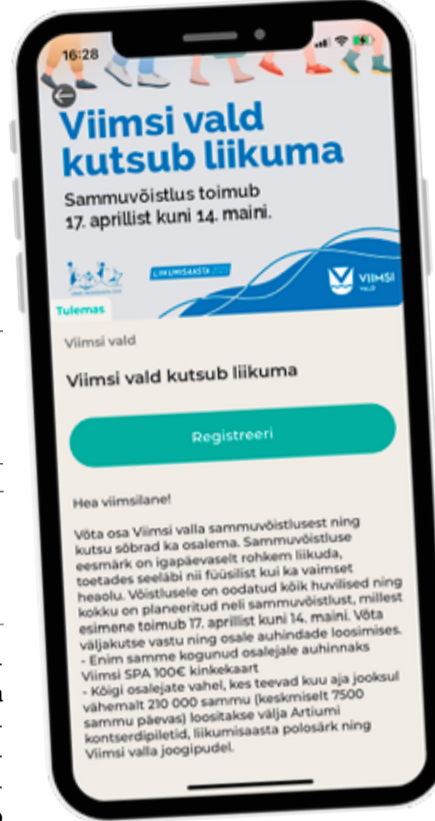 16:28
Viimsi vald
kutsub liikuma
Sammuvõistlus toimub
17. aprillist kuni 14. maini.
LIIKUMISAASTA 2023
VIIMSI
VALD
Tulemas
Viimsi vald
Viimsi vald kutsub liikuma
Registreeri
Hea viimsilane!
Võta osa Viimsi valla sammuvõistlusest ning
kutsu sõbrad ka osalema. Sammuvõistluse
eesmärk on igapäevaselt rohkem liikuda,
toetades seeläbi nii füüsilist kui ka vaimset
heaolu. Võistlusele on oodatud kõik huvilised ning
kokku on planeeritud neli sammuvõistlust, millest
esimene toimub 17. aprillist kuni 14. maini. Võta
väljakutse vastu ning osale auhindade loosimises.
- Enim samme kogunud osalejale auhinnaks
Viimsi SPA 100€ kinkekaart
- Kõigi osalejate vahel, kes teevad kuu aja jooksul
vähemalt 210 000 sammu (keskmiselt 7500
sammu päevas) loositakse välja Artiumi
kontserdipiletid, liikumisaasta polosärk ning
Viimsi valla joogipudel.